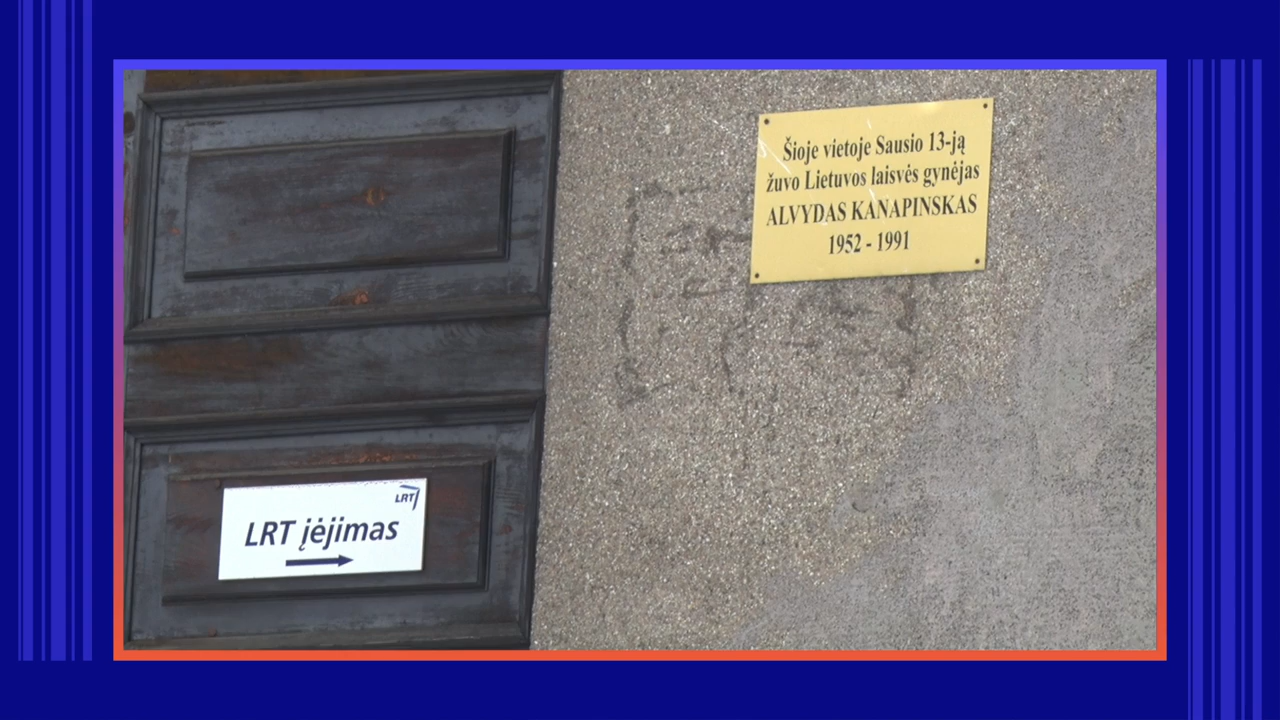 Šioje vietoje Sausio 13-ją
žuvo Lietuvos laisvės gynėjas
ALVYDAS KANAPINSKAS
1952 - 1991
LRT
LRT įėjimas